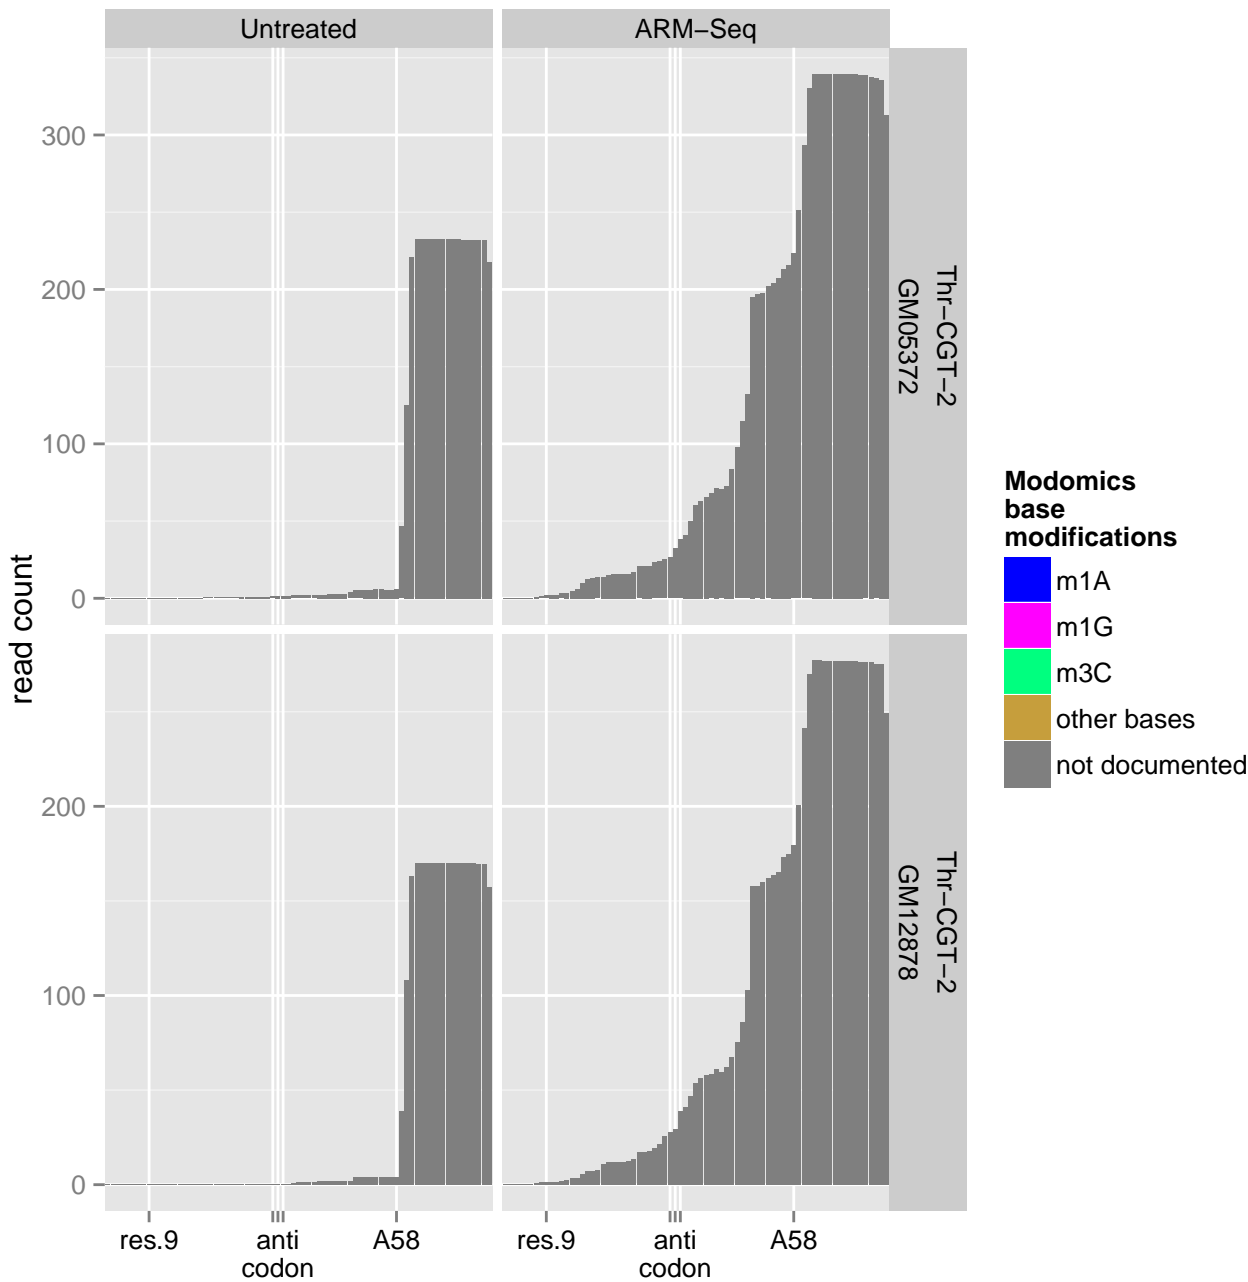 Untreated
ARM−Seq
read count
300
200
100
0
Thr−CGT−2
GM05372
200
100
0
Thr−CGT−2
GM12878
res.9
anti
codon
A58
res.9
anti
codon
A58
Modomics
base
modifications
m1A
m1G
m3C
other bases
not documented